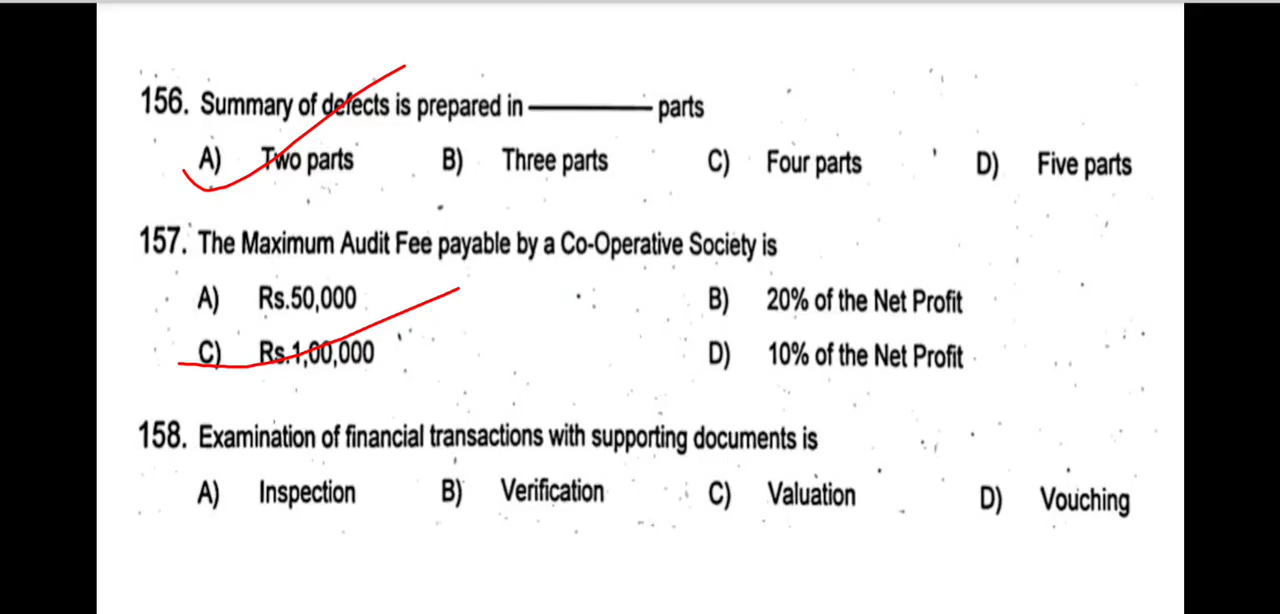 156. Summary of defects is prepared in ———— parts
A) Two parts B) Three parts C) Four parts D) Five parts
157. The Maximum Audit Fee payable by a Co-Operative Society is
A) Rs.50,000 B) 20% of the Net Profit
C) Rs.1,00,000 D) 10% of the Net Profit
158. Examination of financial transactions with supporting documents is
A) Inspection B) Verification C) Valuation D) Vouching